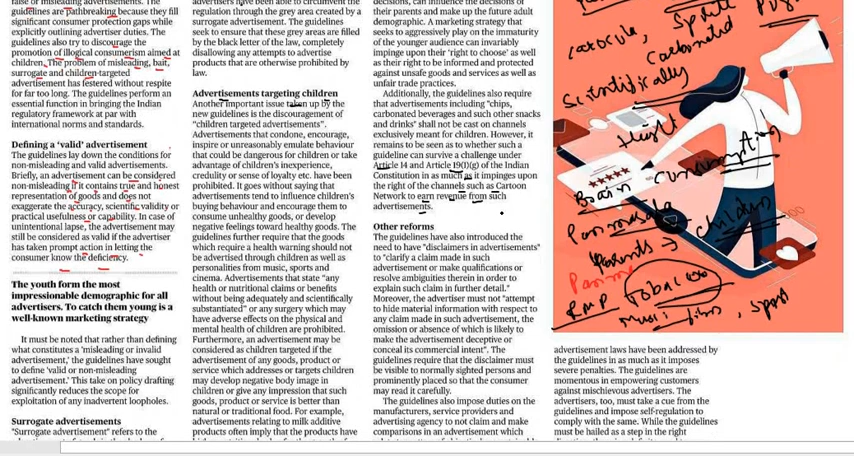 false or misleading advertisements. The
guidelines are pathbreaking because they fill
significant consumer protection gaps while
explicitly outlining advertiser duties. The
guidelines also try to discourage the
promotion of illogical consumerism aimed at
children. The problem of misleading, bait,
surrogate and children-targeted
advertisement has festered without respite
for far too long. The guidelines perform an
essential function in bringing the Indian
regulatory framework at par with
international norms and standards.
Defining a ‘valid’ advertisement
The guidelines lay down the conditions for
non-misleading and valid advertisements.
Briefly, an advertisement can be considered
non-misleading if it contains true and honest
representation of goods and does not
exaggerate the accuracy, scientific validity or
practical usefulness or capability. In case of
unintentional lapse, the advertisement may
still be considered as valid if the advertiser
has taken prompt action in letting the
consumer know the deficiency.
The youth form the most
impressionable demographic for all
advertisers. To catch them young is a
well-known marketing strategy
It must be noted that rather than defining
what constitutes a 'misleading or invalid
advertisement,' the guidelines have sought
to define 'valid or non-misleading
advertisement.' This take on policy drafting
significantly reduces the scope for
exploitation of any inadvertent loopholes.
Surrogate advertisements
"Surrogate advertisement" refers to the
advertisers have been able to circumvent the
regulation through the grey area created by a
surrogate advertisement. The guidelines
seek to ensure that these grey areas are filled
by the black letter of the law, completely
disallowing any attempts to advertise
products that are otherwise prohibited by
law.
Advertisements targeting children
Another important issue taken up by the
new guidelines is the discouragement of
"children targeted advertisements".
Advertisements that condone, encourage,
inspire or unreasonably emulate behaviour
that could be dangerous for children or take
advantage of children's inexperience,
credulity or sense of loyalty etc. have been
prohibited. It goes without saying that
advertisements tend to influence children's
buying behaviour and encourage them to
consume unhealthy goods, or develop
negative feelings toward healthy goods. The
guidelines further require that the goods
which require a health warning should not
be advertised through children as well as
personalities from music, sports and
cinema. Advertisements that state "any
health or nutritional claims or benefits
without being adequately and scientifically
substantiated" or any surgery which may
have adverse effects on the physical and
mental health of children are prohibited.
Furthermore, an advertisement may be
considered as children targeted if the
advertisement of any goods, product or
service which addresses or targets children
may develop negative body image in
children or give any impression that such
goods, product or service is better than
natural or traditional food. For example,
advertisements relating to milk additive
products often imply that the products have
decisions, can influence the decisions of
their parents and make up the future adult
demographic. A marketing strategy that
seeks to aggressively play on the immaturity
of the younger audience can invariably
impinge upon their "right to choose" as well
as their right to be informed and protected
against unsafe goods and services as well as
unfair trade practices.
Additionally, the guidelines also require
that advertisements including "chips,
carbonated beverages and such other snacks
and drinks" shall not be cast on channels
exclusively meant for children. However, it
remains to be seen as to whether such a
guideline can survive a challenge under
Article 14 and Article 19(1)(g) of the Indian
Constitution in as much as it impinges upon
the right of the channels such as Cartoon
Network to earn revenue from such
advertisements.
Other reforms
The guidelines have also introduced the
need to have "disclaimers in advertisements"
to "clarify a claim made in such
advertisement or make qualifications or
resolve ambiguities therein in order to
explain such claim in further detail."
Moreover, the advertiser must not "attempt
to hide material information with respect to
any claim made in such advertisement, the
omission or absence of which is likely to
make the advertisement deceptive or
conceal its commercial intent". The
guidelines require that the disclaimer must
be visible to normally sighted persons and
prominently placed so that the consumer
may read it carefully.
The guidelines also impose duties on the
manufacturers, service providers and
advertising agency to not claim and make
comparisons in an advertisement which
Carbonated
Scientifically
Brain
children
Parents →
RMP Tobacco
Music films, Sport
advertisement laws have been addressed by
the guidelines in as much as it imposes
severe penalties. The guidelines are
momentous in empowering customers
against mischievous advertisers. The
advertisers, too, must take a cue from the
guidelines and impose self-regulation to
comply with the same. While the guidelines
must be hailed as a step in the right